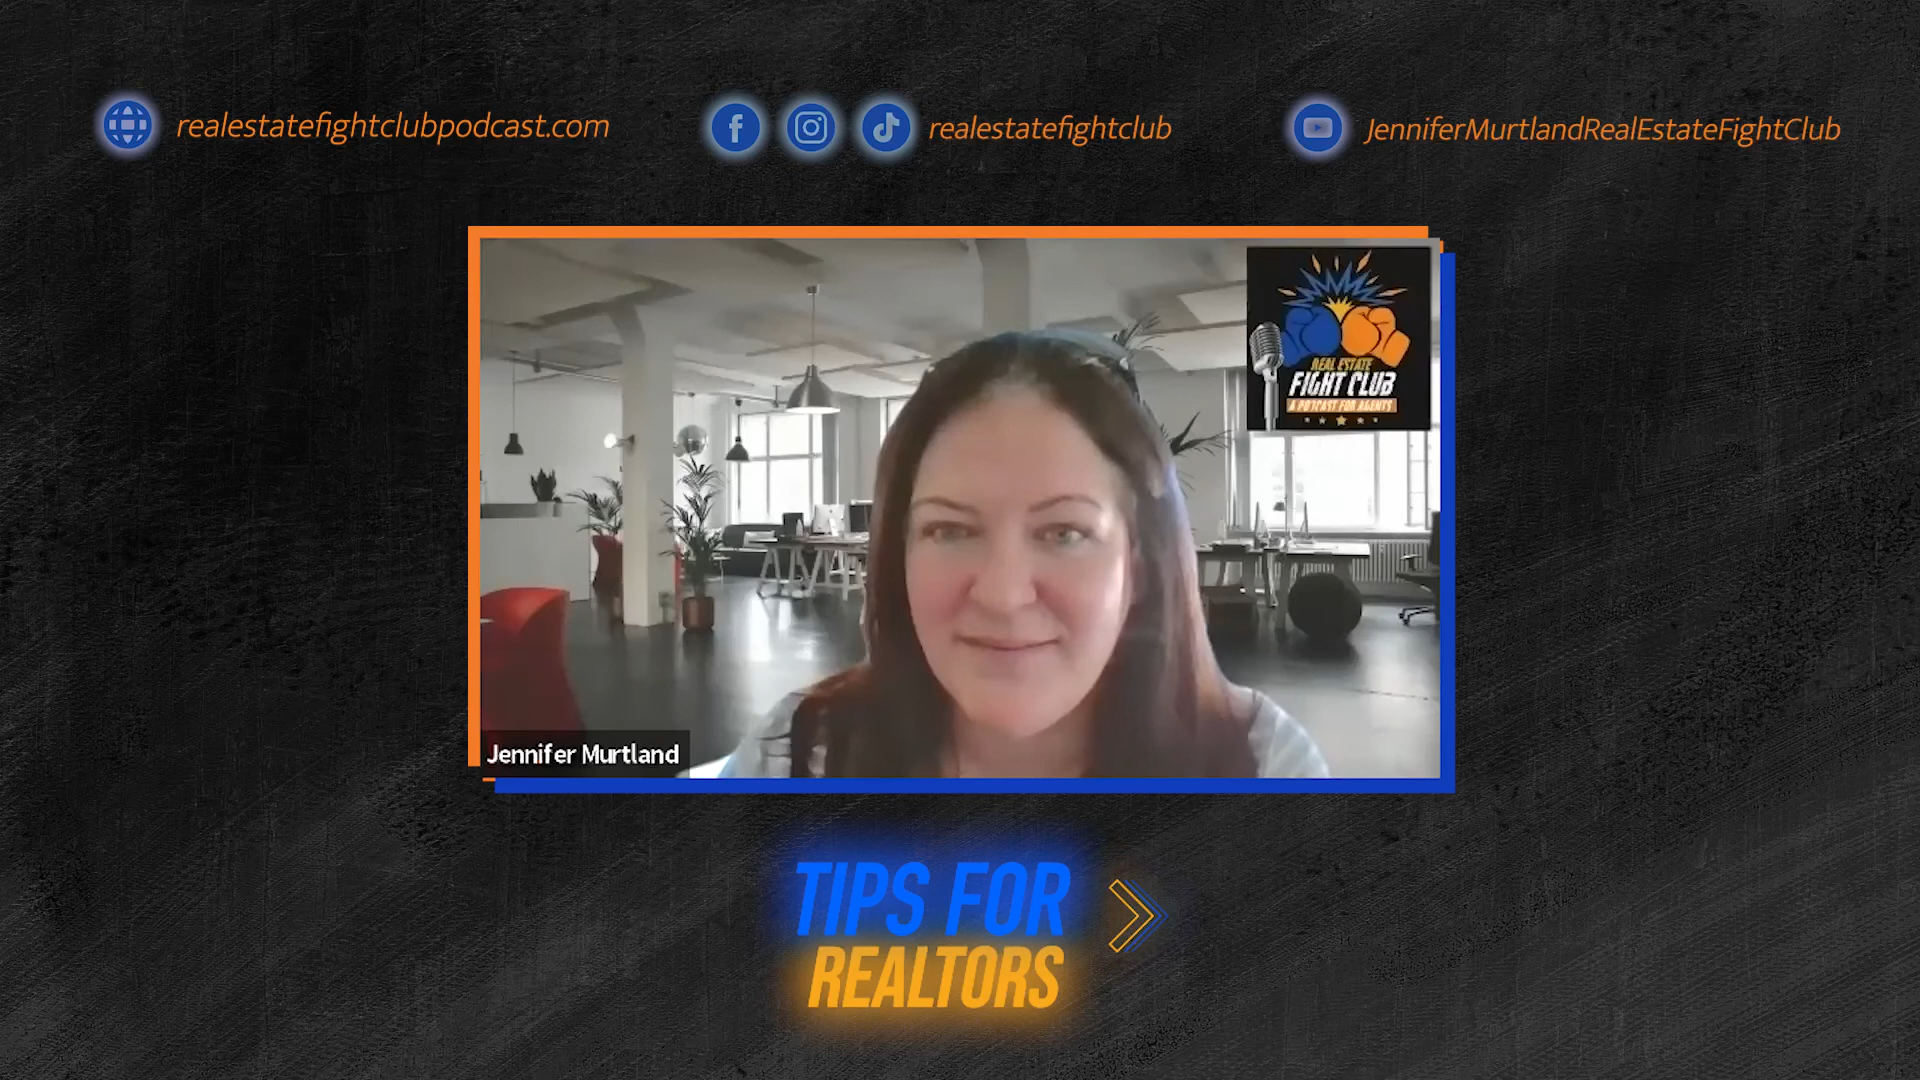 realestatefightclubpodcast.com
realestatefightclub
JenniferMurtlandRealEstateFightClub
REAL ESTATE
FIGHT CLUB
A PODCAST FOR AGENTS
Jennifer Murtland
TIPS FOR
REALTORS